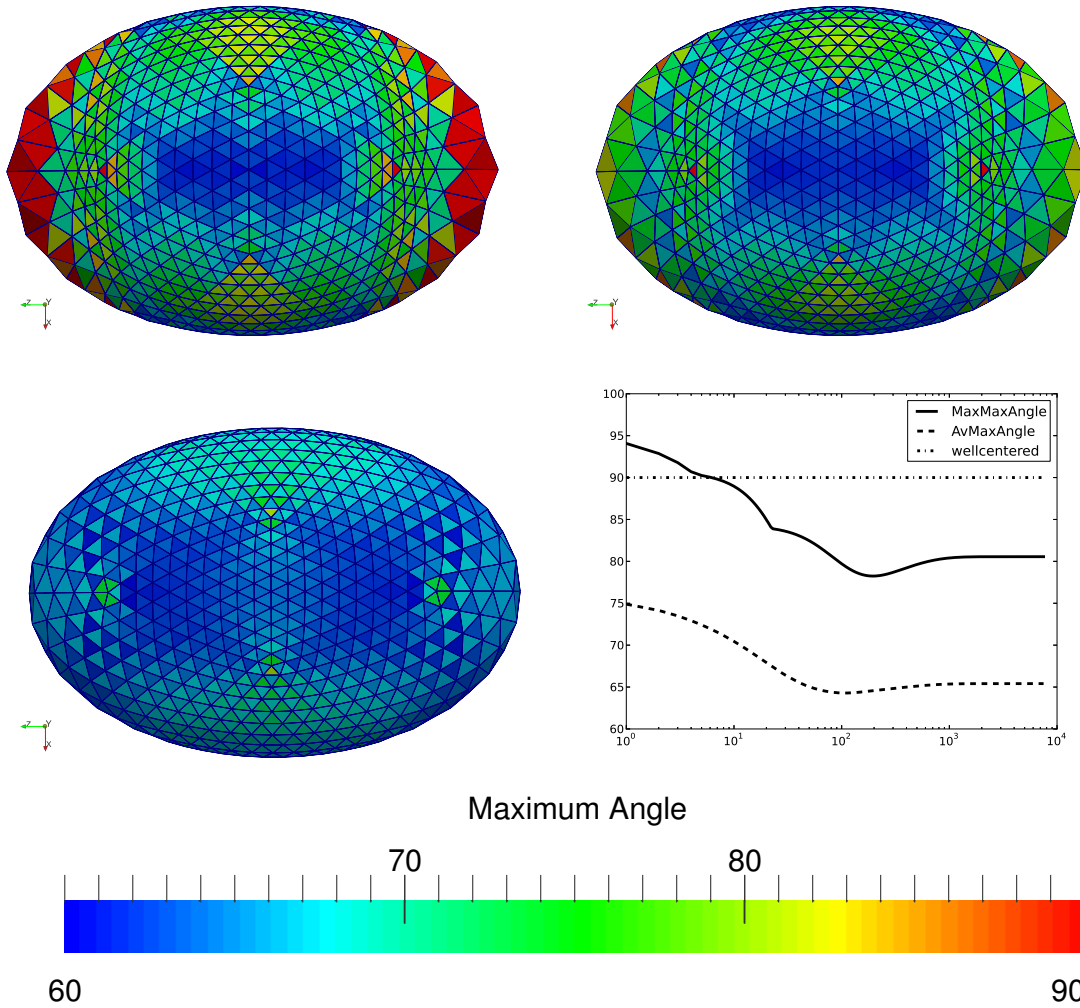 Z Y
X
Z Y
X
100
95
90
85
80
75
70
65
60
MaxMaxAngle
AvMaxAngle
wellcentered
10⁰ 10¹ 10² 10³ 10⁴
Z Y
X
Maximum Angle
70 80
60 90